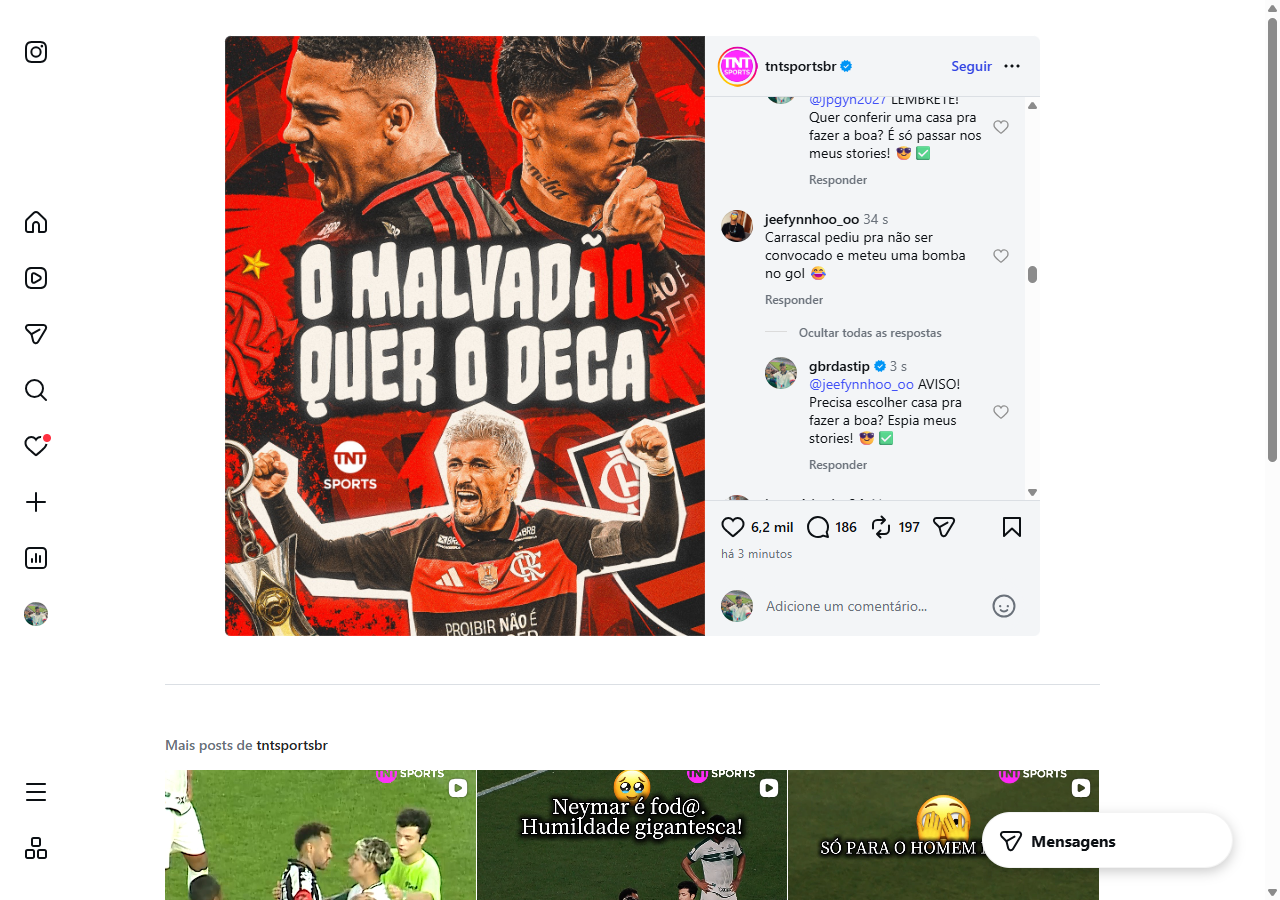 O MALVADÃO
QUER O DECA
TNT
SPORTS
PROIBIR NÃO É
TNT
SPORTS
tntsportsbr
Seguir
@jpgyn2027 LEMBRETE!
Quer conferir uma casa pra
fazer a boa? É só passar nos
meus stories! 😎 ✅
Responder
jeefynnhoo_oo 34 s
Carrascal pediu pra não ser
convocado e meteu uma bomba
no gol 😂
Responder
Ocultar todas as respostas
gbrdastip 3 s
@jeefynnhoo_oo AVISO!
Precisa escolher casa pra
fazer a boa? Espia meus
stories! 😎 ✅
Responder
6,2 mil 186 197
há 3 minutos
Adicione um comentário...
Mais posts de tntsportsbr
TNT SPORTS
TNT SPORTS
Neymar é fod@.
Humildade gigantesca!
TNT SPORTS
SÓ PARA O HOMEM
Mensagens